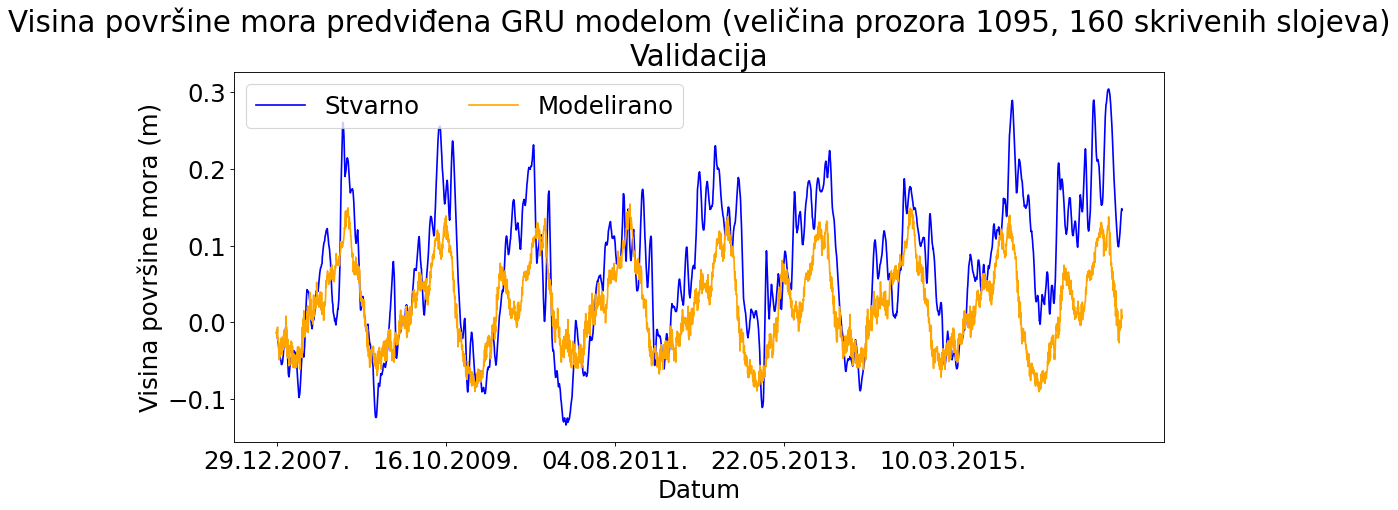 Visina površine mora predviđena GRU modelom (veličina prozora 1095, 160 skrivenih slojeva)
Validacija
Stvarno Modelirano
Visina površine mora (m)
0.3
0.2
0.1
0.0
−0.1
29.12.2007. 16.10.2009. 04.08.2011. 22.05.2013. 10.03.2015.
Datum